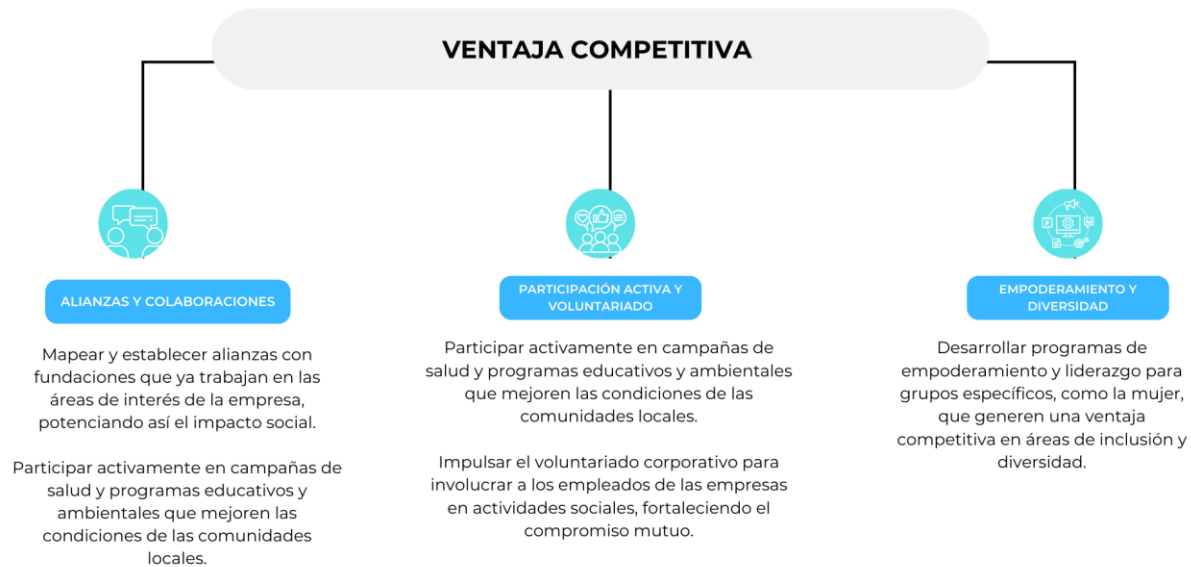 VENTAJA COMPETITIVA
ALIANZAS Y COLABORACIONES
Mapear y establecer alianzas con
fundaciones que ya trabajan en las
áreas de interés de la empresa,
potenciando así el impacto social.
Participar activamente en campañas de
salud y programas educativos y
ambientales que mejoren las
condiciones de las comunidades
locales.
PARTICIPACIÓN ACTIVA Y
VOLUNTARIADO
Participar activamente en campañas de
salud y programas educativos y ambientales
que mejoren las condiciones de las
comunidades locales.
Impulsar el voluntariado corporativo para
involucrar a los empleados de las empresas
en actividades sociales, fortaleciendo el
compromiso mutuo.
EMPODERAMIENTO Y
DIVERSIDAD
Desarrollar programas de
empoderamiento y liderazgo para
grupos específicos, como la mujer,
que generen una ventaja
competitiva en áreas de inclusión y
diversidad.